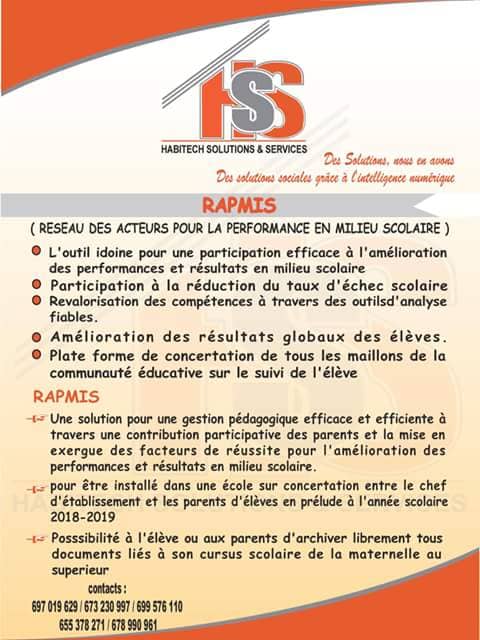 HSS
HABITECH SOLUTIONS & SERVICES
Des Solutions, nous en avons
Des solutions sociales grâce à l'intelligence numérique
RAPMIS
( RESEAU DES ACTEURS POUR LA PERFORMANCE EN MILIEU SCOLAIRE )
L'outil idoine pour une participation efficace à l'amélioration
des performances et résultats en milieu scolaire
Participation à la réduction du taux d'échec scolaire
Revalorisation des compétences à travers des outilsd'analyse
fiables.
Amélioration des résultats globaux des élèves.
Plate forme de concertation de tous les maillons de la
communauté éducative sur le suivi de l'élève
RAPMIS
Une solution pour une gestion pédagogique efficace et efficiente à
travers une contribution participative des parents et la mise en
exergue des facteurs de réussite pour l'amélioration des
performances et résultats en milieu scolaire.
pour être installé dans une école sur concertation entre le chef
d'établissement et les parents d'élèves en prélude à l'année scolaire
2018-2019
Posssibilité à l'élève ou aux parents d'archiver librement tous
documents liés à son cursus scolaire de la maternelle au
superieur
contacts :
697 019 629 / 673 230 997 / 699 576 110
655 378 271 / 678 990 961